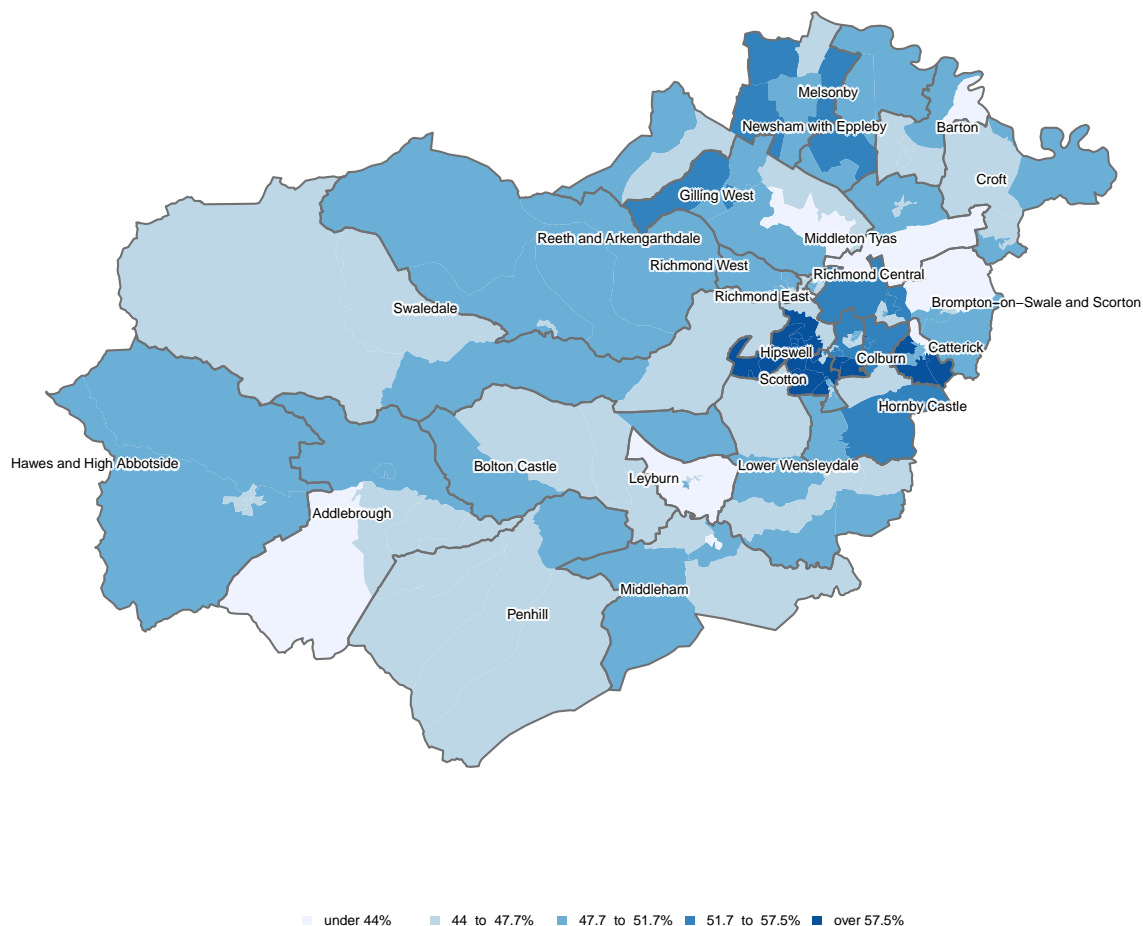 Melsonby
Newsham with Eppleby
Barton
Croft
Gilling West
Reeth and Arkengarthdale
Middleton Tyas
Richmond West
Richmond Central
Richmond East
Brompton−on−Swale and Scorton
Swaledale
Hipswell
Catterick
Colburn
Scotton
Hornby Castle
Hawes and High Abbotside
Bolton Castle
Lower Wensleydale
Leyburn
Addlebrough
Middleham
Penhill
under 44%
44 to 47.7%
47.7 to 51.7%
51.7 to 57.5%
over 57.5%